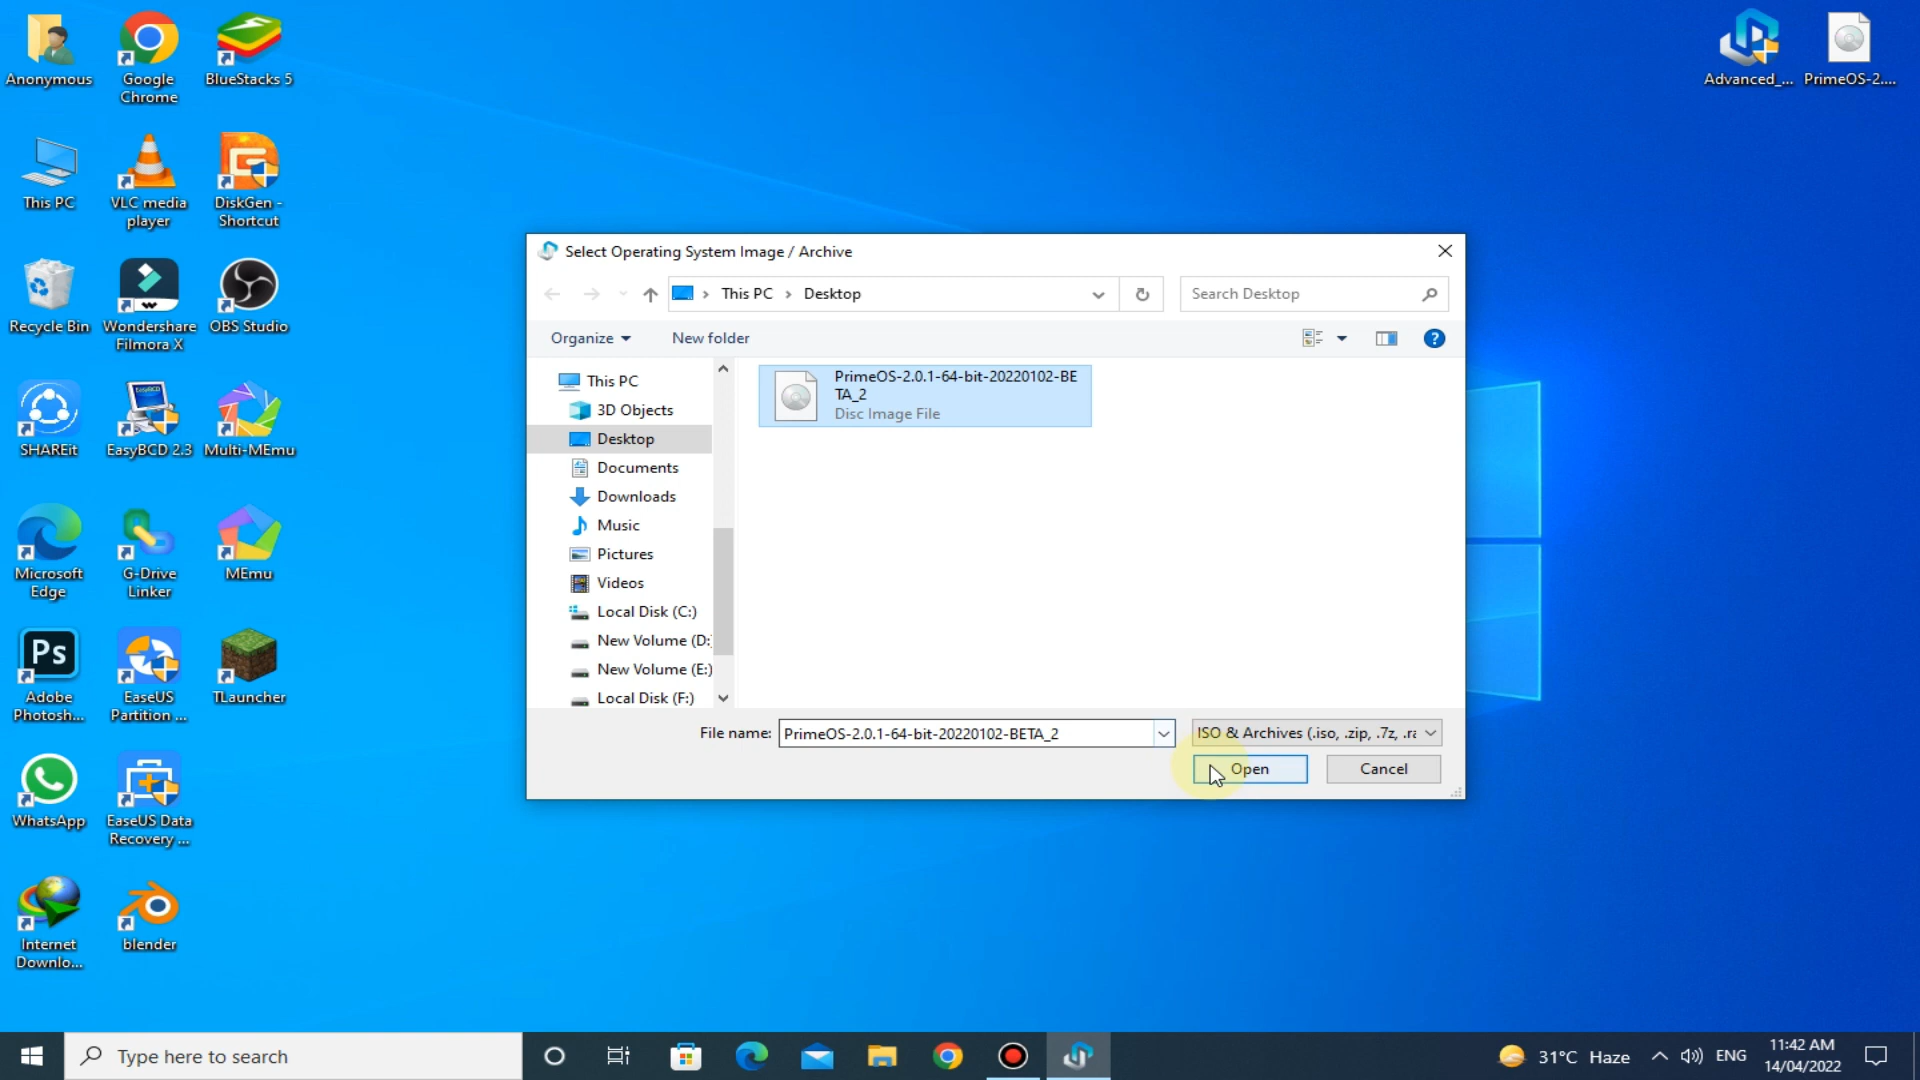 Anonymous
Google
Chrome
BlueStacks 5
Advanced_...
PrimeOS-2....
This PC
VLC media
player
DiskGen -
Shortcut
Recycle Bin
Wondershare
Filmora X
OBS Studio
SHAREit
EasyBCD 2.3
Multi-MEmu
Microsoft
Edge
G-Drive
Linker
MEmu
Ps
Adobe
Photosh...
EaseUS
Partition ...
TLauncher
WhatsApp
EaseUS Data
Recovery ...
Internet
Downlo...
blender
Select Operating System Image / Archive
This PC
Desktop
Search Desktop
Organize
New folder
This PC
3D Objects
Desktop
Documents
Downloads
Music
Pictures
Videos
Local Disk (C:)
New Volume (D:
New Volume (E:)
Local Disk (F:)
PrimeOS-2.0.1-64-bit-20220102-BE
TA_2
Disc Image File
File name:
PrimeOS-2.0.1-64-bit-20220102-BETA_2
ISO & Archives (.iso, .zip, .7z, .ra
Open
Cancel
Type here to search
31°C Haze
ENG
11:42 AM
14/04/2022